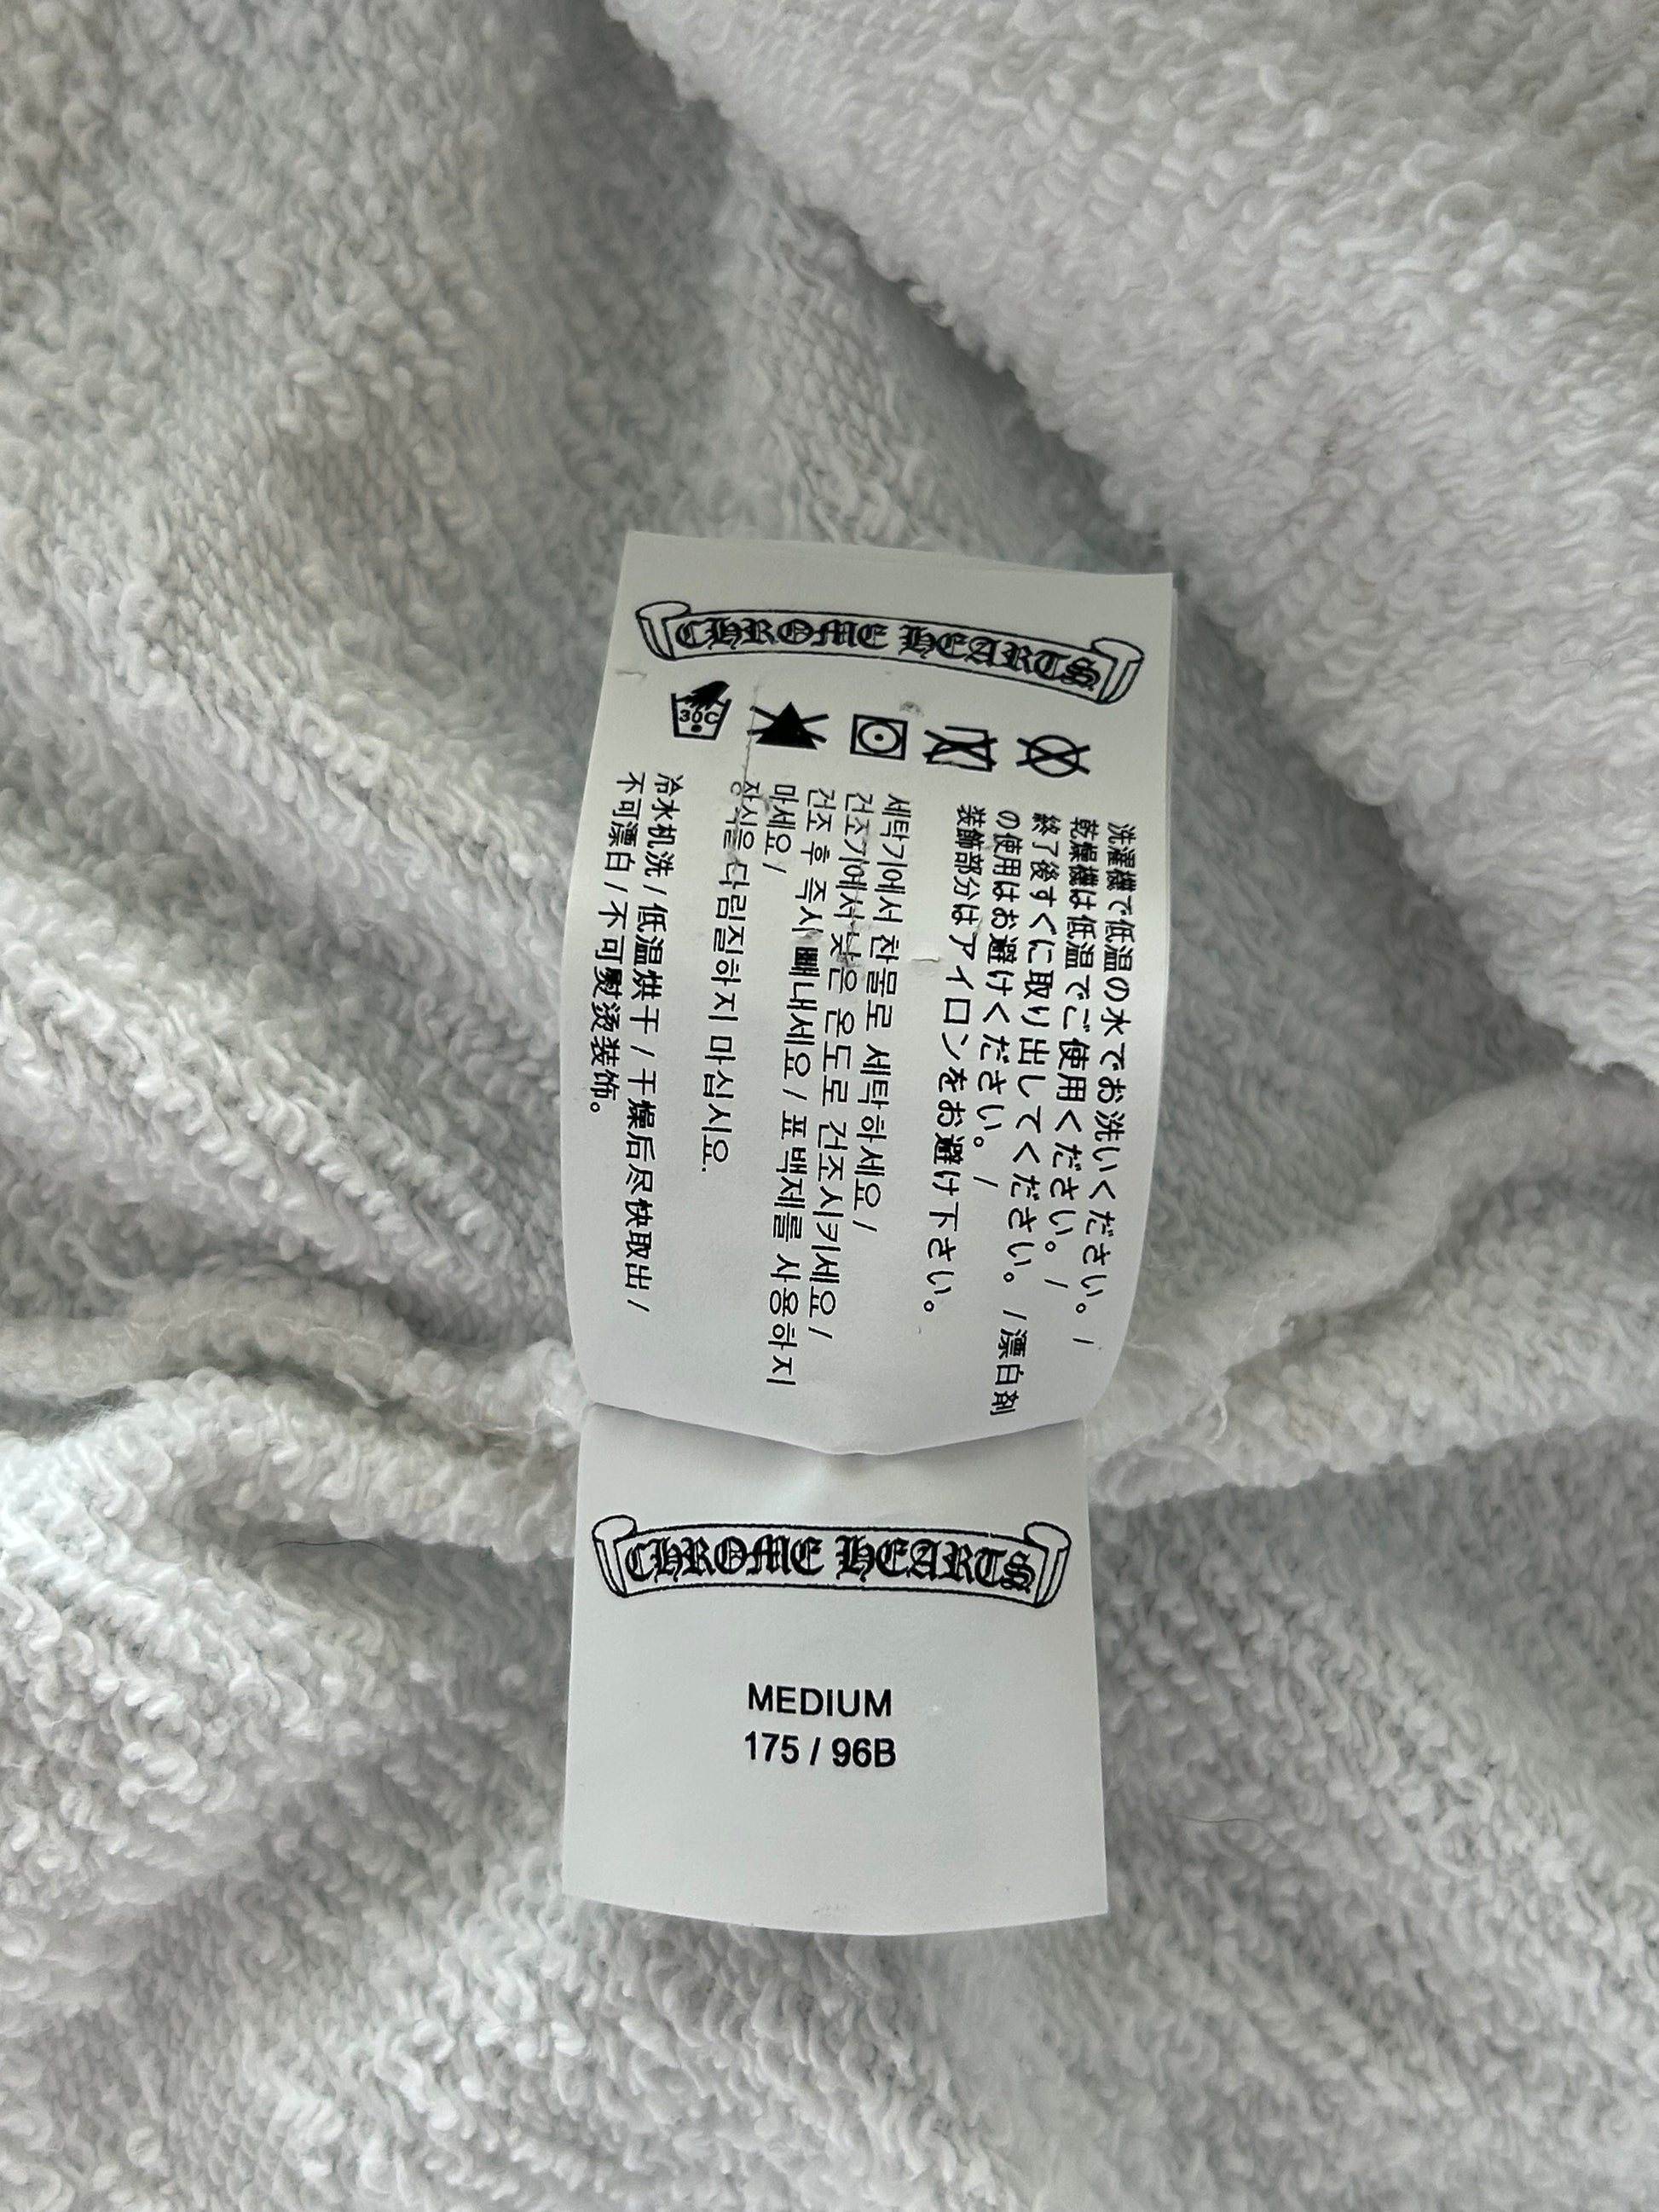 CHROME HEARTS
30C
洗濯機で低温の水でお洗いください。/
乾燥機は低温でご使用ください。/
終了後すぐに取り出してください。/漂白剤
の使用はお避けください。/
装飾部分はアイロンをお避け下さい。
세탁기에서 찬물로 세탁하세요 /
건조기에서 낮은 온도로 건조시키세요 /
건조 후 즉시 빼내세요 / 표백제를 사용하지
마세요 /
장식을 다림질하지 마십시요.
冷水机洗 / 低温烘干 / 干燥后尽快取出 /
不可漂白 / 不可熨烫装饰。
CHROME HEARTS
MEDIUM
175 / 96B